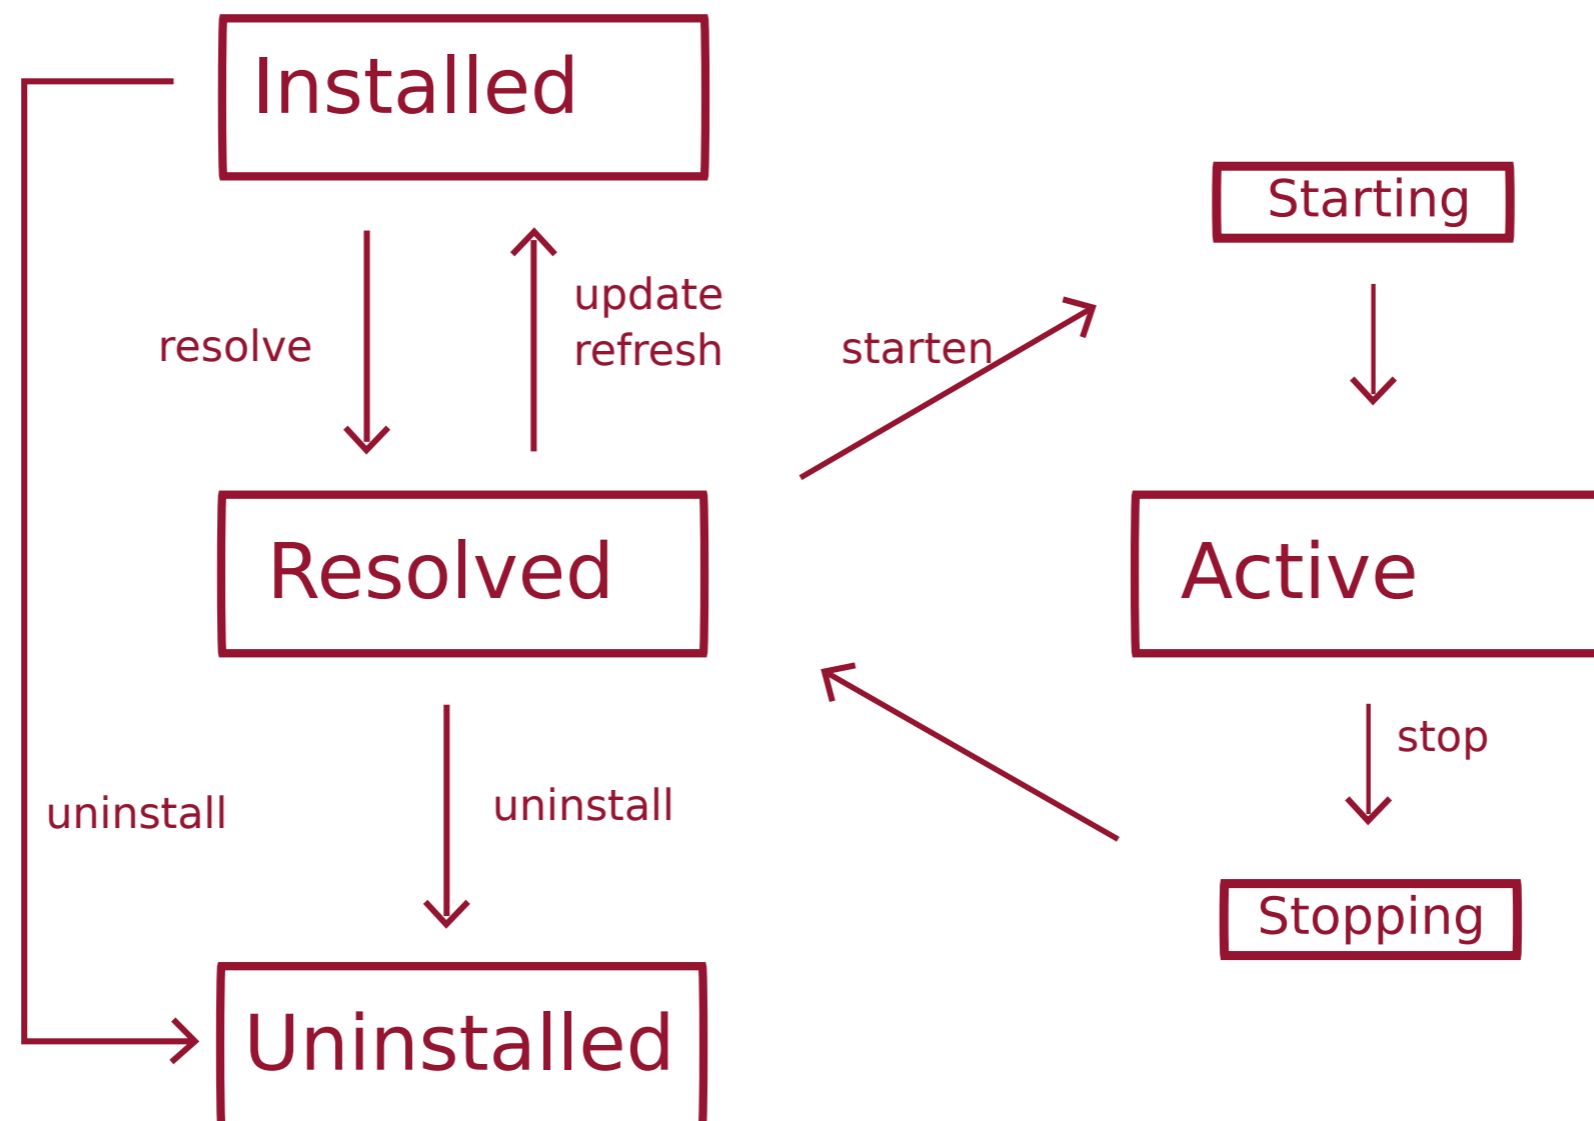 Installed
Starting
resolve
update
refresh
starten
Resolved
Active
stop
uninstall
uninstall
Stopping
Uninstalled